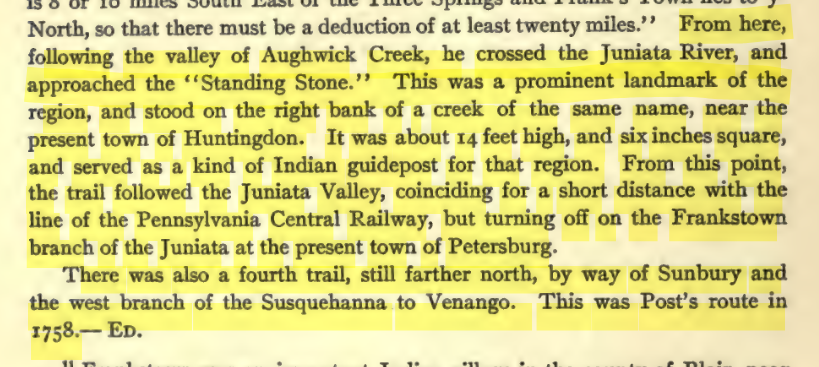 is 8 or 10 miles South East of the Three Springs and Frank's Town lies to y
North, so that there must be a deduction of at least twenty miles." From here,
following the valley of Aughwick Creek, he crossed the Juniata River, and
approached the "Standing Stone." This was a prominent landmark of the
region, and stood on the right bank of a creek of the same name, near the
present town of Huntingdon. It was about 14 feet high, and six inches square,
and served as a kind of Indian guidepost for that region. From this point,
the trail followed the Juniata Valley, coinciding for a short distance with the
line of the Pennsylvania Central Railway, but turning off on the Frankstown
branch of the Juniata at the present town of Petersburg.
There was also a fourth trail, still farther north, by way of Sunbury and
the west branch of the Susquehanna to Venango. This was Post's route in
1758.— ED.